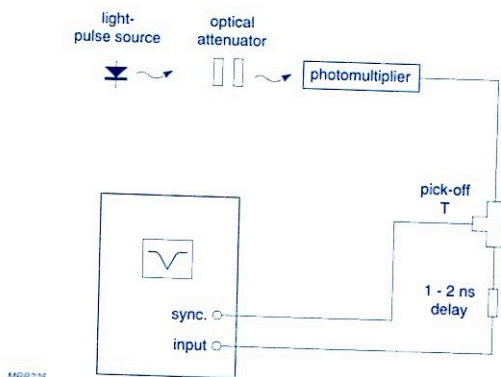 light-
pulse source
optical
attenuator
photomultiplier
pick-off
T
1 - 2 ns
delay
sync.
input